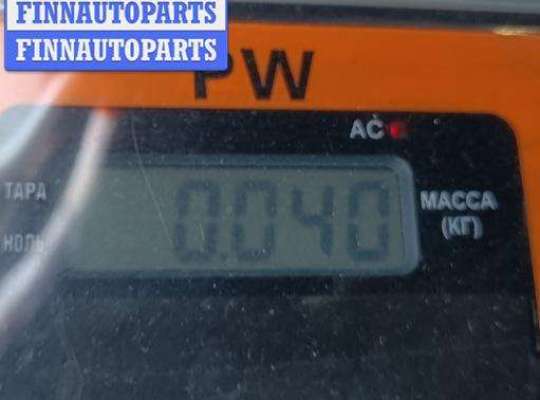 FINNAUTOPARTS
FINNAUTOPARTS
PW
AC
ТАРА
0.040
МАССА
(КГ)
НОЛЬ